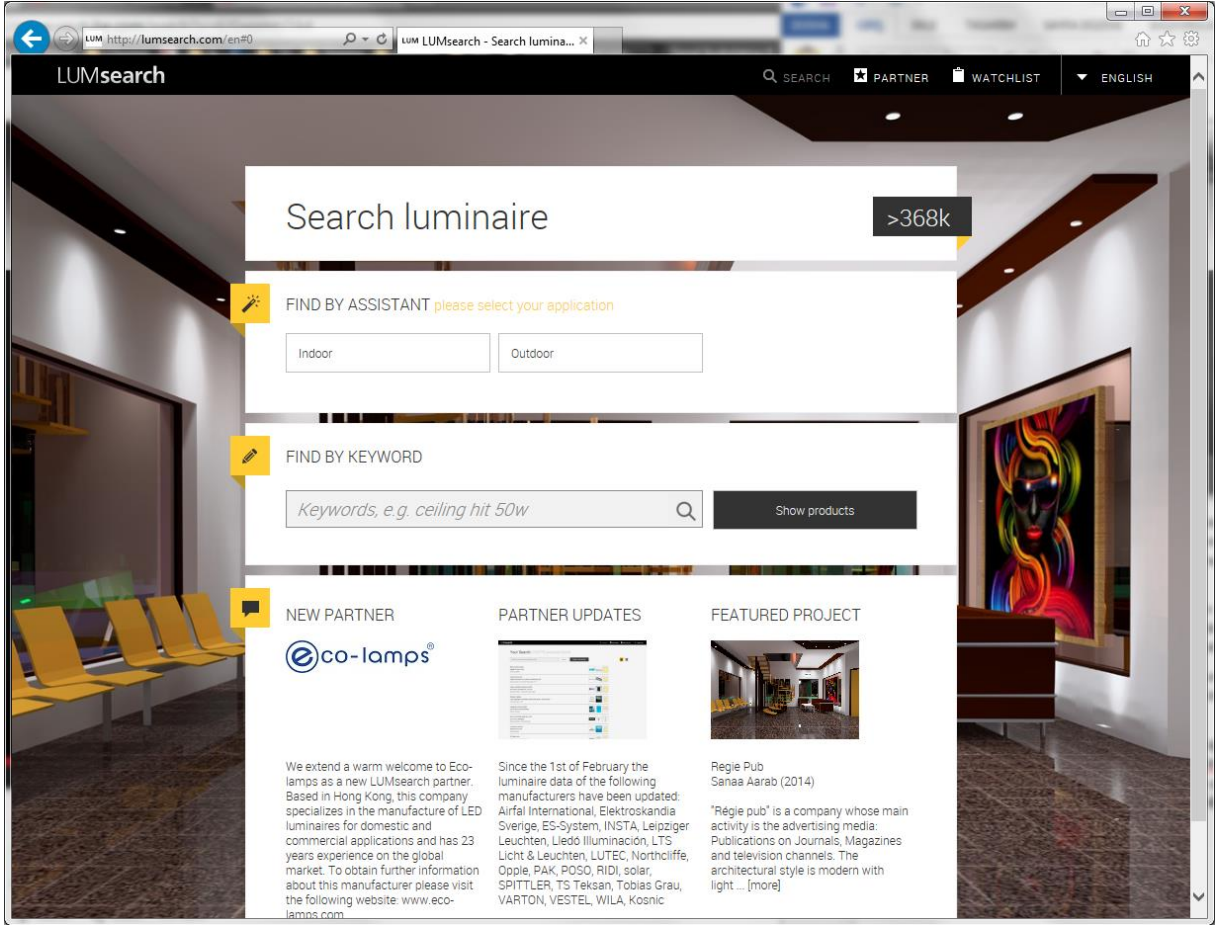 LUM http://lumsearch.com/en#0
LUM LUMsearch - Search lumina...
LUMsearch
SEARCH
PARTNER
WATCHLIST
ENGLISH
Search luminaire
>368k
FIND BY ASSISTANT please select your application
Indoor
Outdoor
FIND BY KEYWORD
Keywords, e.g. ceiling hit 50w
Show products
NEW PARTNER
eco-lamps®
We extend a warm welcome to Eco-
lamps as a new LUMsearch partner.
Based in Hong Kong, this company
specializes in the manufacture of LED
luminaires for domestic and
commercial applications and has 23
years experience on the global
market. To obtain further information
about this manufacturer please visit
the following website: www.eco-
lamps.com
PARTNER UPDATES
Since the 1st of February the
luminaire data of the following
manufacturers have been updated:
Airfal International, Elektroskandia
Sverige, ES-System, INSTA, Leipziger
Leuchten, Lledó Illuminación, LTS
Licht & Leuchten, LUTEC, Northcliffe,
Opple, PAK, POSO, RIDI, solar,
SPITTLER, TS Teksan, Tobias Grau,
VARTON, VESTEL, WILA, Kosnic
FEATURED PROJECT
Regie Pub
Sanaa Aarab (2014)
"Régie pub" is a company whose main
activity is the advertising media:
Publications on Journals, Magazines
and television channels. The
architectural style is modern with
light ... [more]